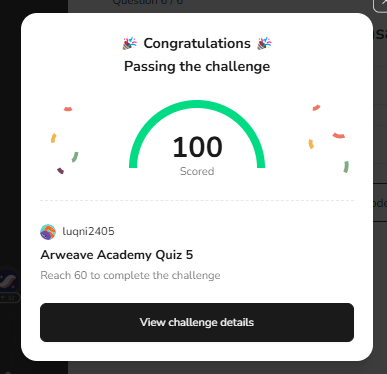 Question 6 / 6
Congratulations
Passing the challenge
100
Scored
luqni2405
Arweave Academy Quiz 5
Reach 60 to complete the challenge
View challenge details